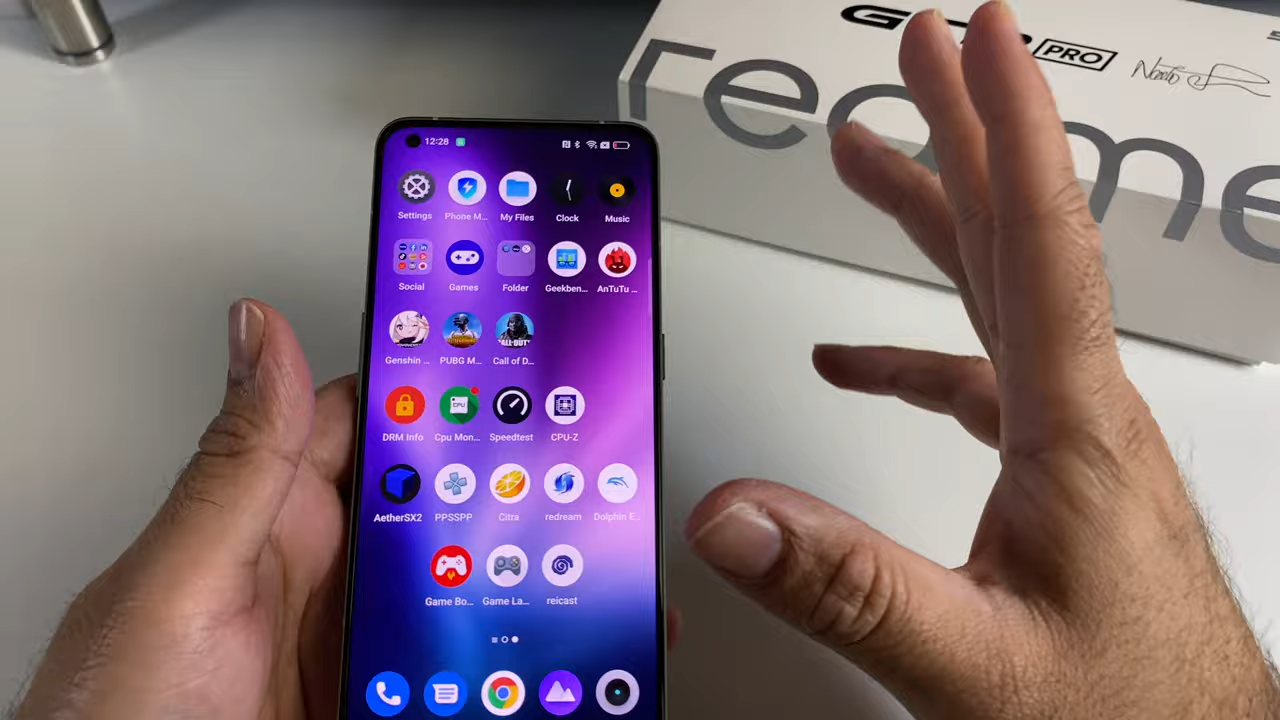 PRO
realme
12:28
Settings Phone M... My Files Clock Music
Social Games Folder Geekben... AnTuTu ...
Genshin ... PUBG M... Call of D...
DRM Info Cpu Mon... Speedtest CPU-Z
AetherSX2 PPSSPP Citra redream Dolphin E...
Game Bo... Game La... reicast